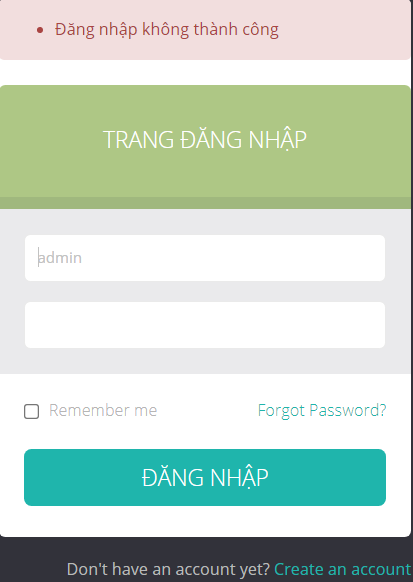 Đăng nhập không thành công
TRANG ĐĂNG NHẬP
admin
Remember me
Forgot Password?
ĐĂNG NHẬP
Don't have an account yet? Create an account